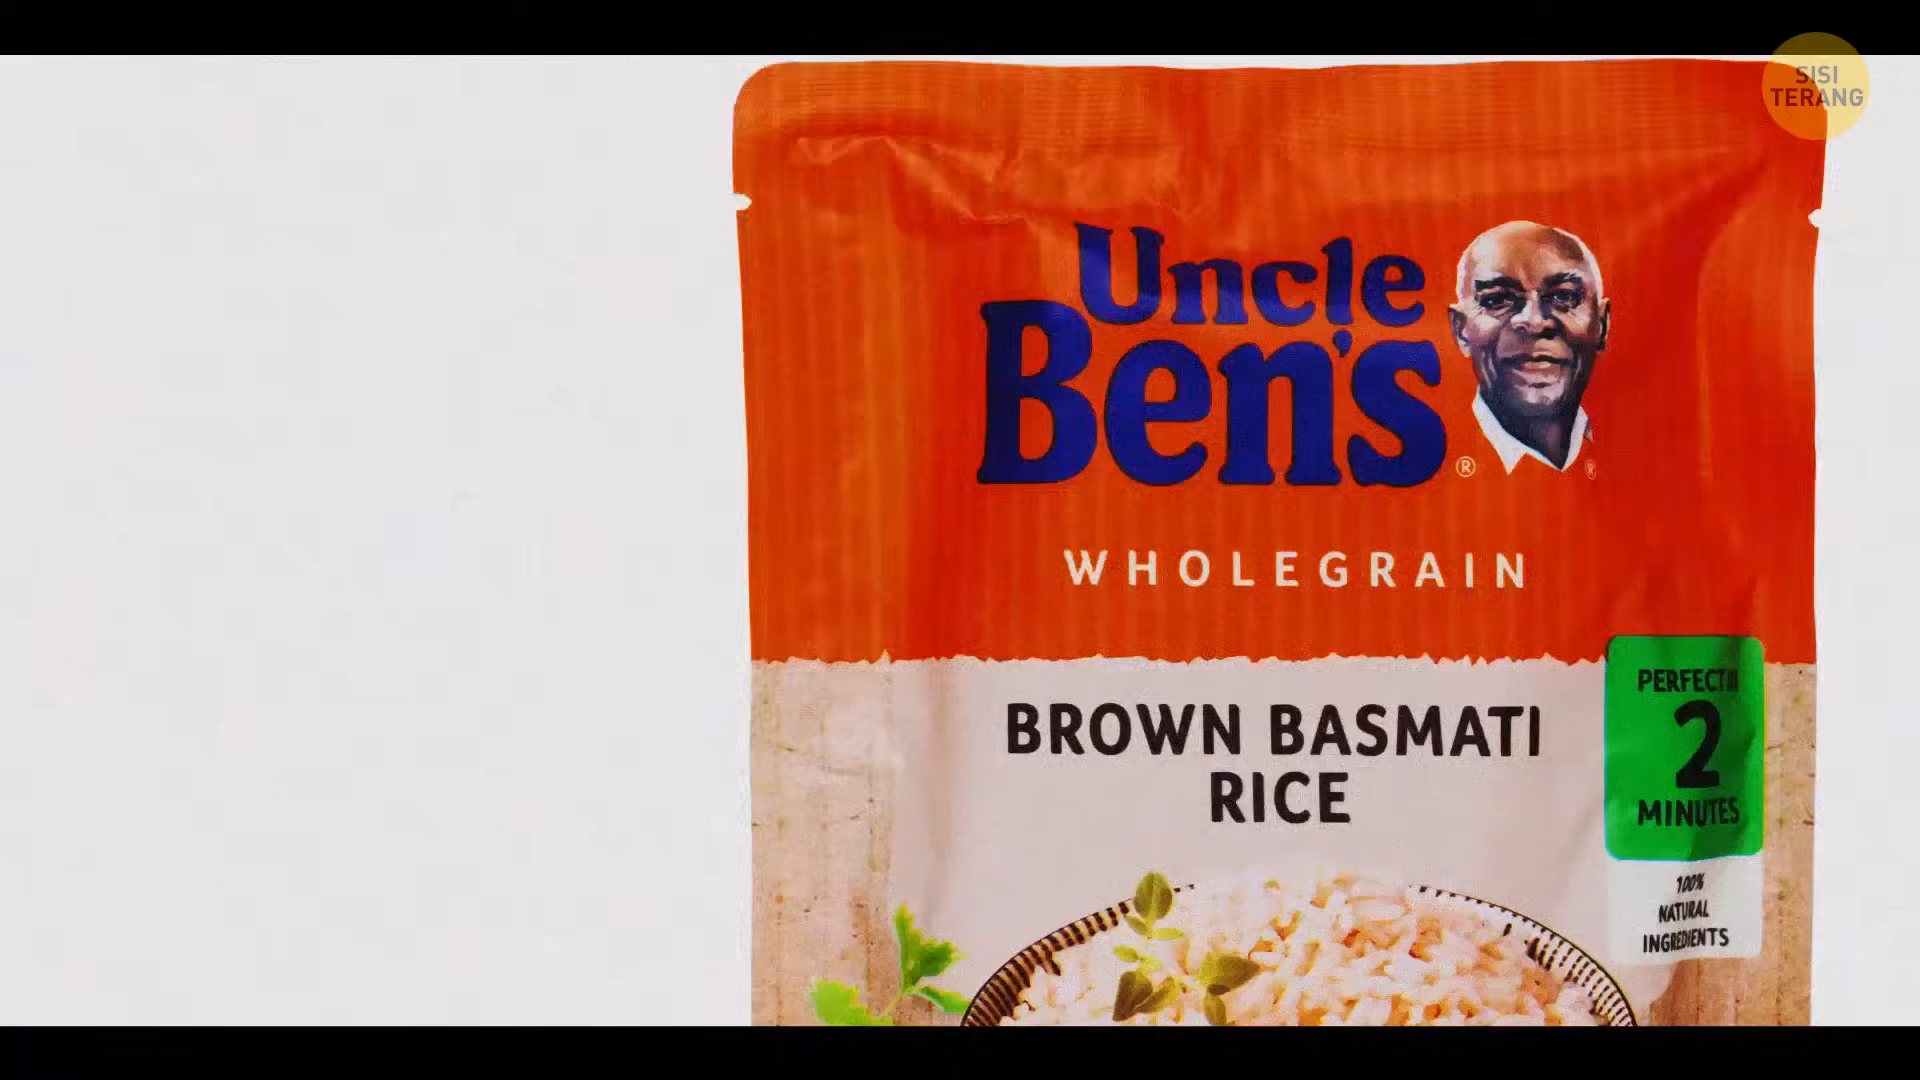 SISI
TERANG
Uncle
Ben's
®
®
WHOLEGRAIN
BROWN BASMATI
RICE
PERFECT IN
2
MINUTES
100%
NATURAL
INGREDIENTS